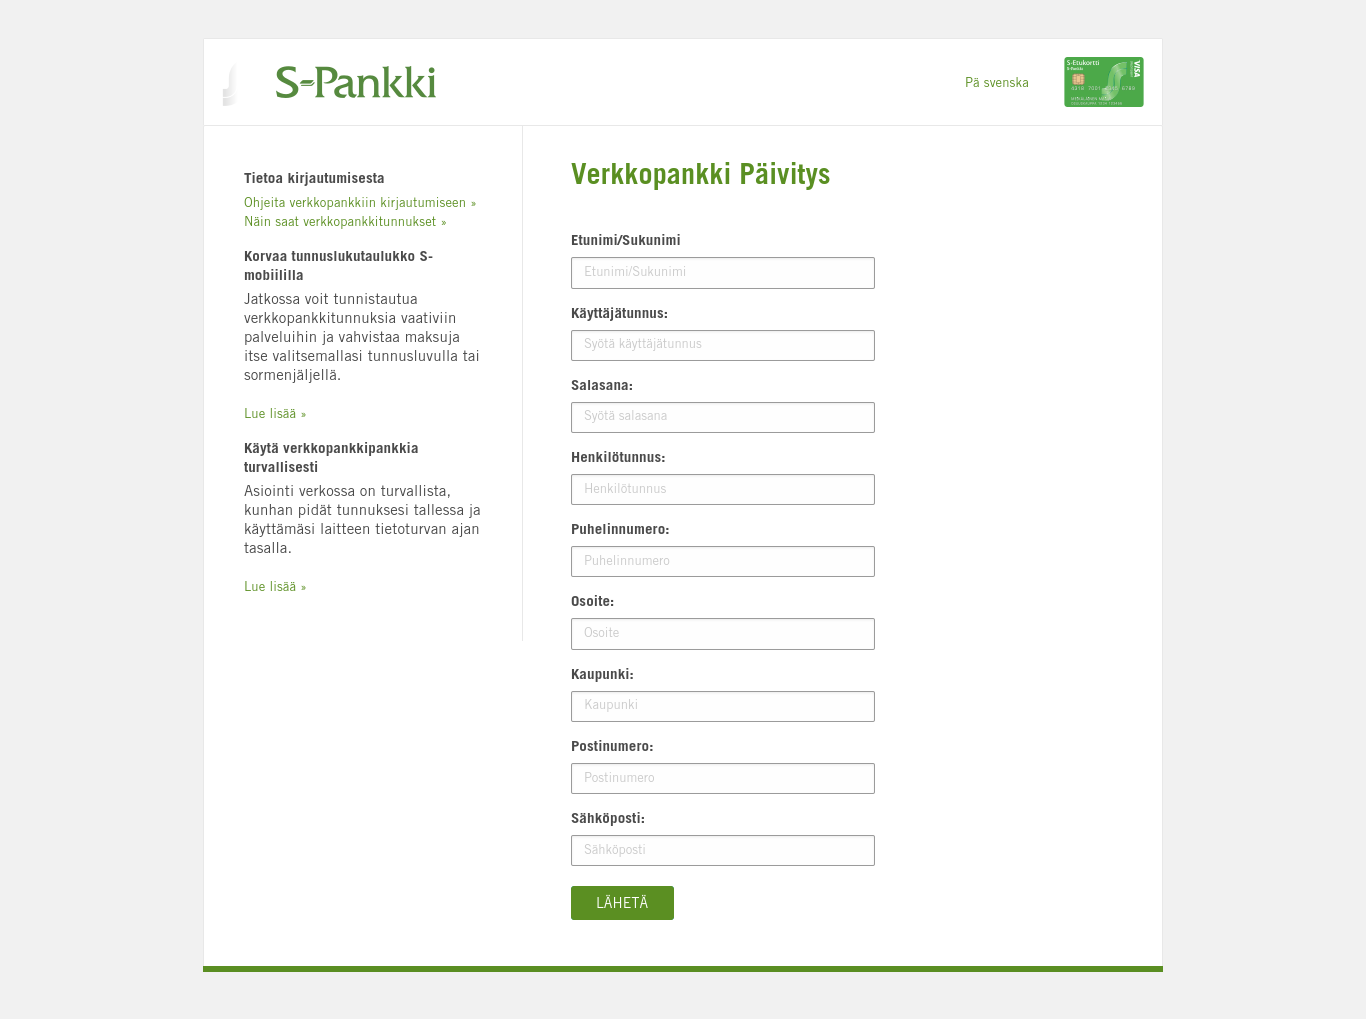 S-Pankki
Pä svenska
S-Etukortti
S-Pankki
VISA
Tietoa kirjautumisesta
Ohjeita verkkopankkiin kirjautumiseen »
Näin saat verkkopankkitunnukset »
Korvaa tunnuslukutaulukko S-
mobiililla
Jatkossa voit tunnistautua
verkkopankkitunnuksia vaativiin
palveluihin ja vahvistaa maksuja
itse valitsemallasi tunnusluvulla tai
sormenjäljellä.
Lue lisää »
Käytä verkkopankkipankkia
turvallisesti
Asiointi verkossa on turvallista,
kunhan pidät tunnuksesi tallessa ja
käyttämäsi laitteen tietoturvan ajan
tasalla.
Lue lisää »
Verkkopankki Päivitys
Etunimi/Sukunimi
Etunimi/Sukunimi
Käyttäjätunnus:
Syötä käyttäjätunnus
Salasana:
Syötä salasana
Henkilötunnus:
Henkilötunnus
Puhelinnumero:
Puhelinnumero
Osoite:
Osoite
Kaupunki:
Kaupunki
Postinumero:
Postinumero
Sähköposti:
Sähköposti
LÄHETÄ